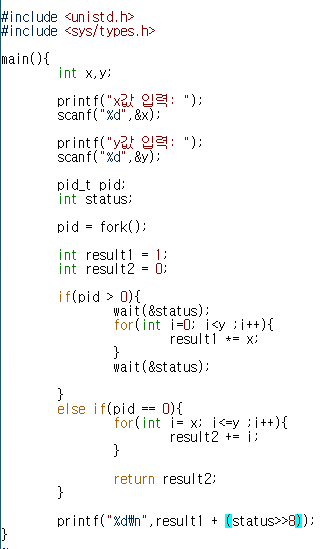 #include <unistd.h>
#include <sys/types.h>
main(){
int x,y;
printf("x값 입력: ");
scanf("%d",&x);
printf("y값 입력: ");
scanf("%d",&y);
pid_t pid;
int status;
pid = fork();
int result1 = 1;
int result2 = 0;
if(pid > 0){
wait(&status);
for(int i=0; i<y ;i++){
result1 *= x;
}
wait(&status);
}
else if(pid == 0){
for(int i= x; i<=y ;i++){
result2 += i;
}
return result2;
}
printf("%d₩n",result1 + (status>>8));
}
~